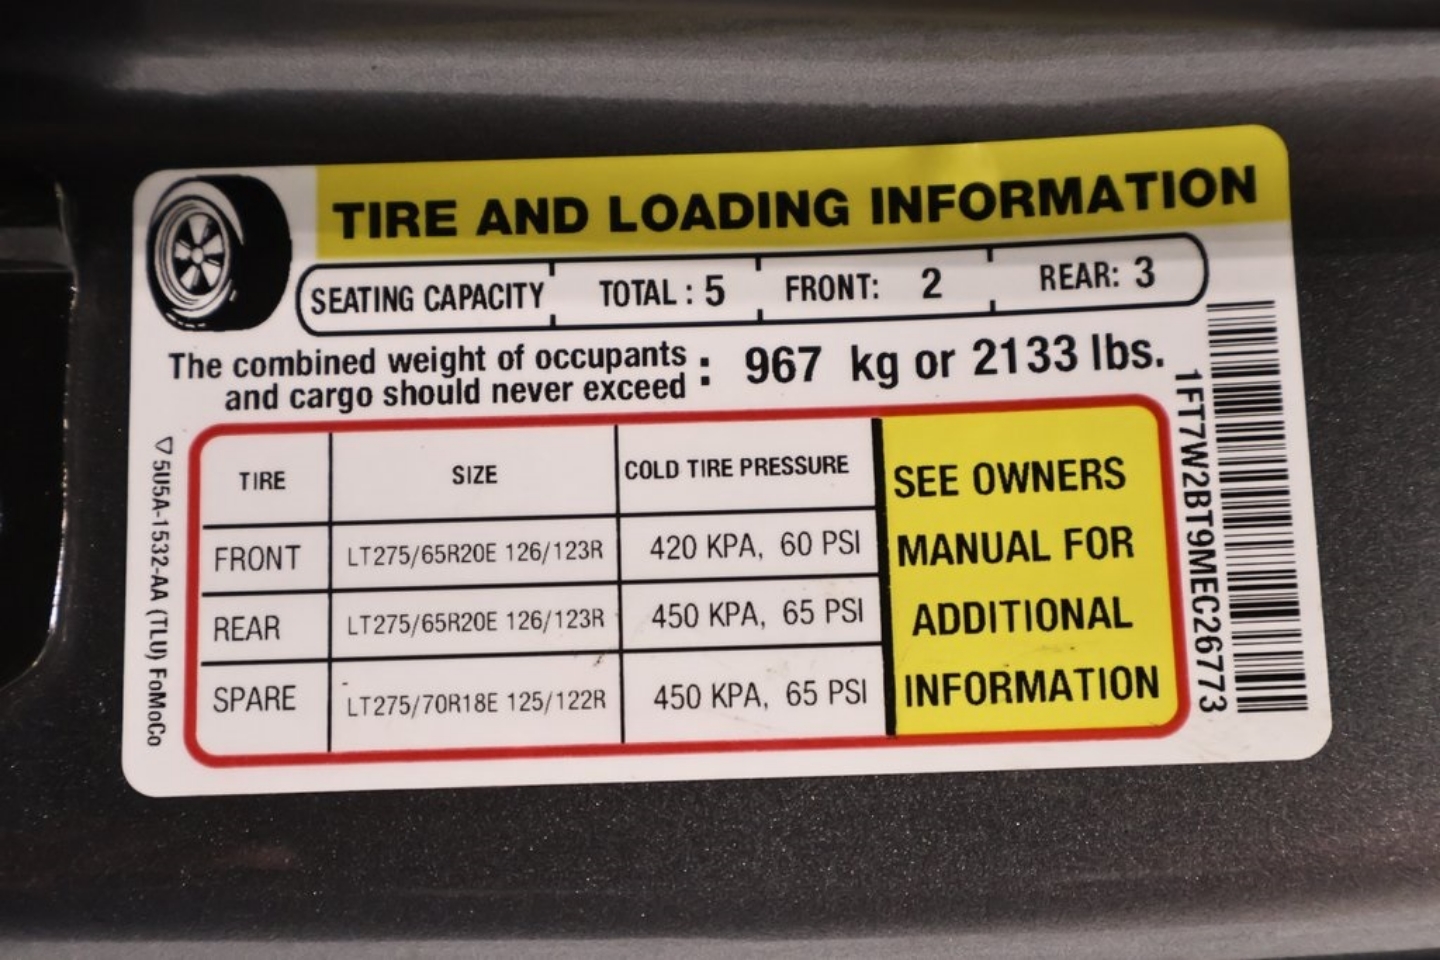 TIRE AND LOADING INFORMATION
SEATING CAPACITY TOTAL : 5 FRONT: 2 REAR: 3
The combined weight of occupants
and cargo should never exceed : 967 kg or 2133 lbs.
TIRE SIZE COLD TIRE PRESSURE
FRONT LT275/65R20E 126/123R 420 KPA, 60 PSI
REAR LT275/65R20E 126/123R 450 KPA, 65 PSI
SPARE LT275/70R18E 125/122R 450 KPA, 65 PSI
SEE OWNERS
MANUAL FOR
ADDITIONAL
INFORMATION
5U5A-1532-AA (TLU) FoMoCo
1FT7W2BT9MEC26773